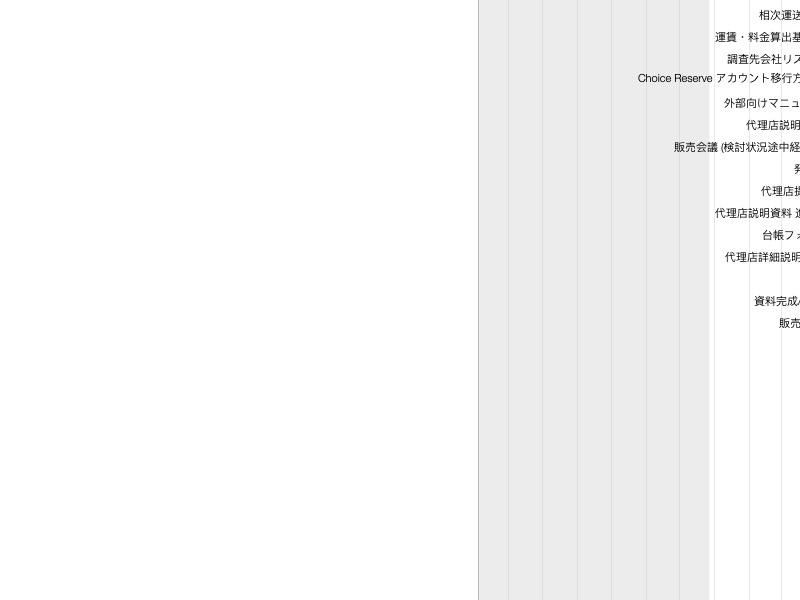 相次運送
運賃・料金算出基
調査先会社リス
Choice Reserve アカウント移行方
外部向けマニュ
代理店説明
販売会議 (検討状況途中経
発
代理店提
代理店説明資料 進
台帳フォ
代理店詳細説明
資料完成/
販売